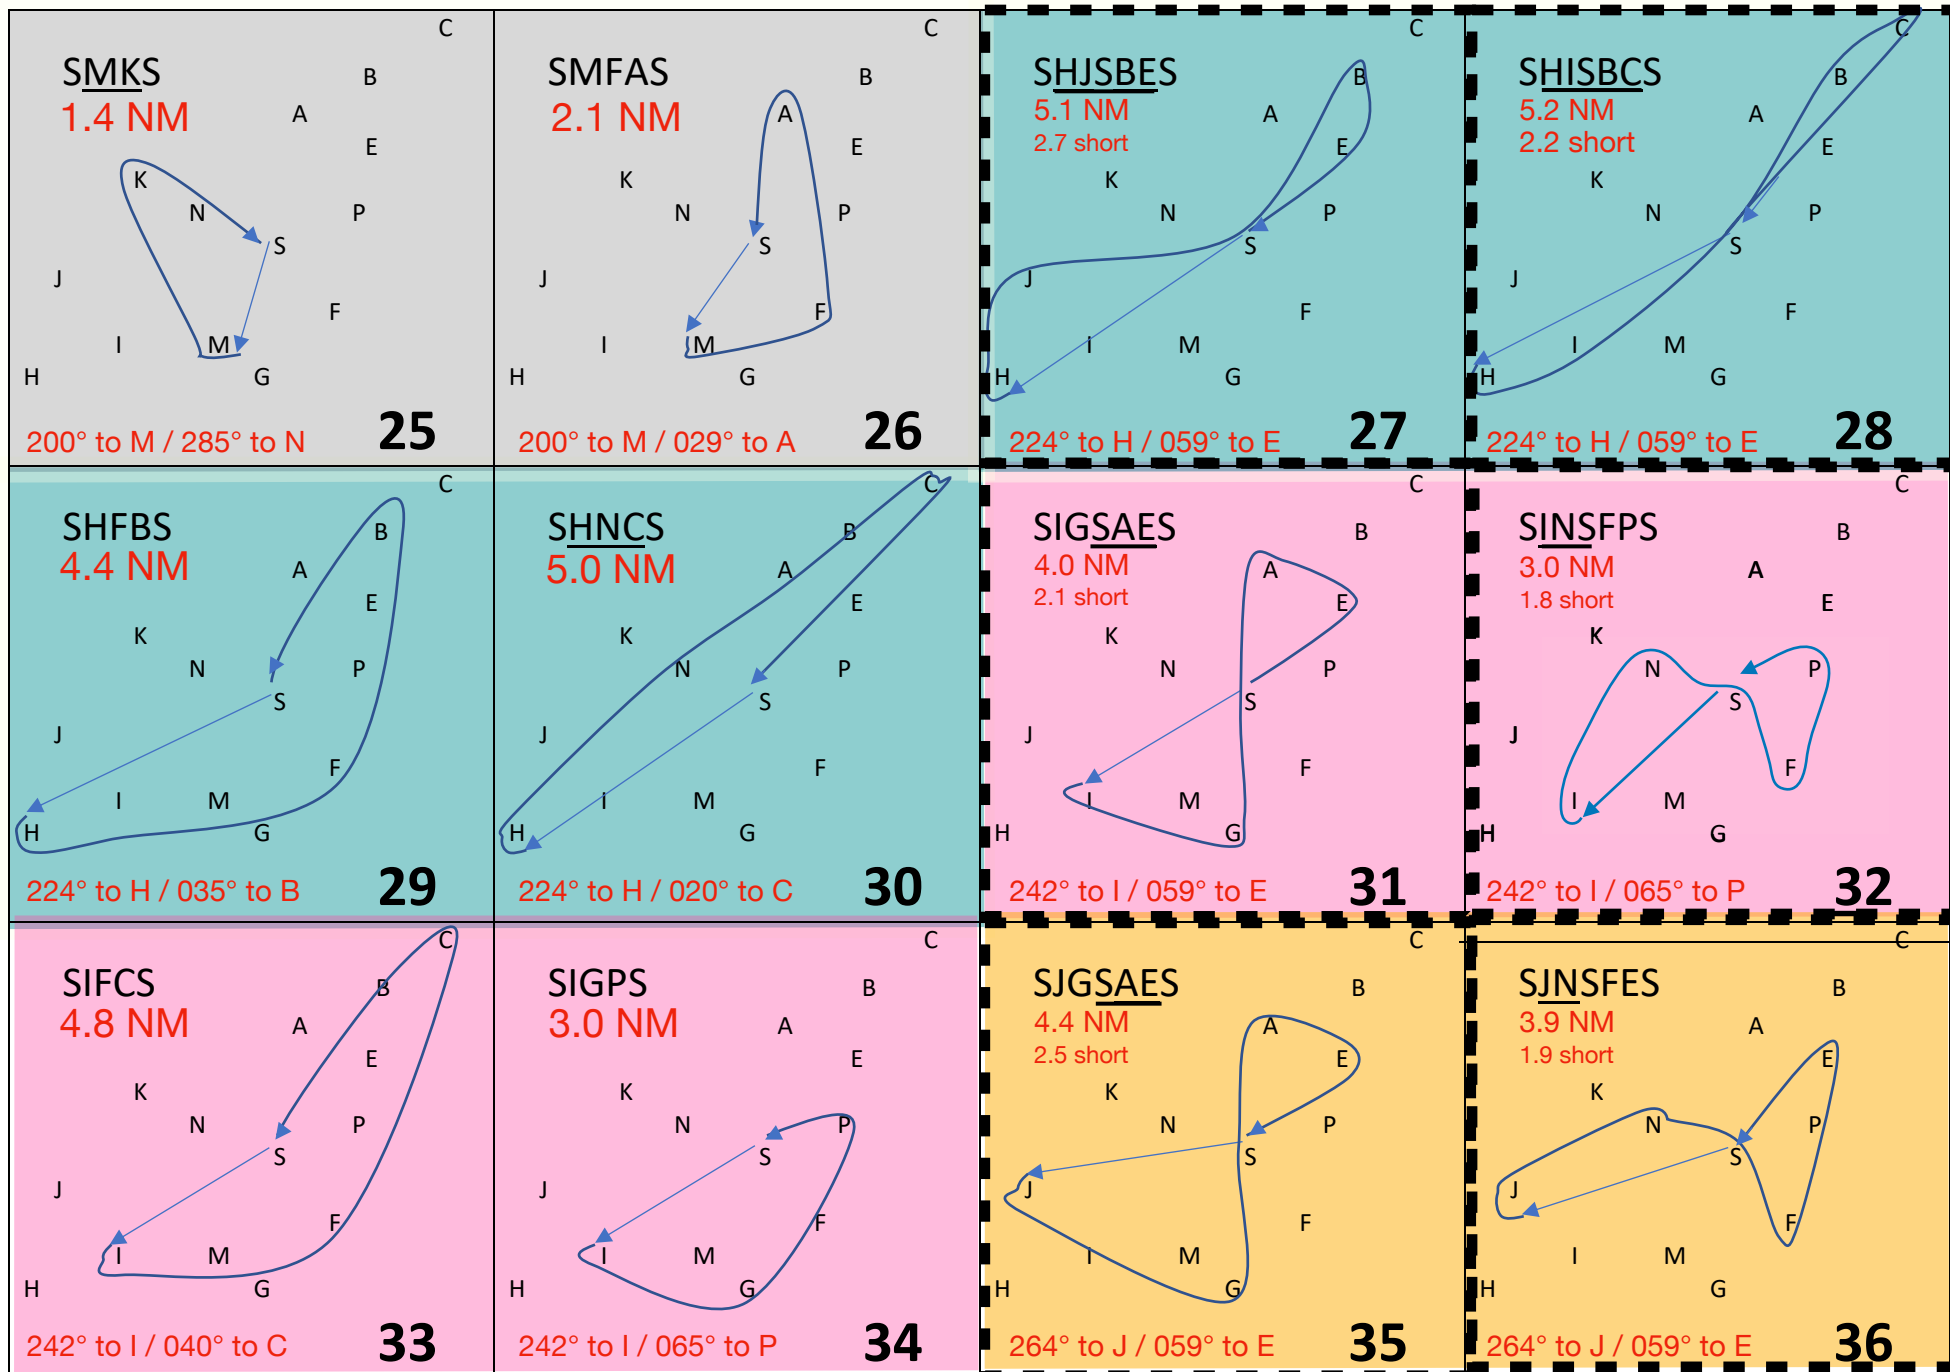 C
B
SMKS
1.4 NM
A
E
K
N
P
S
J
F
I
M
H
G
200° to M / 285° to N
25
C
B
SMFAS
2.1 NM
A
E
K
N
P
S
J
F
I
M
H
G
200° to M / 029° to A
26
C
B
SHJSBES
5.1 NM
2.7 short
A
E
K
N
P
S
J
F
I
M
H
G
224° to H / 059° to E
27
C
B
SHISBCS
5.2 NM
2.2 short
A
E
K
N
P
S
J
F
I
M
H
G
224° to H / 059° to E
28
C
B
SHFBS
4.4 NM
A
E
K
N
P
S
J
F
I
M
H
G
224° to H / 035° to B
29
C
B
SHNCS
5.0 NM
A
E
K
N
P
S
J
F
I
M
H
G
224° to H / 020° to C
30
C
B
SIGSAES
4.0 NM
2.1 short
A
E
K
N
P
S
J
F
I
M
H
G
242° to I / 059° to E
31
C
B
SINSFPS
3.0 NM
1.8 short
A
E
K
N
P
S
J
F
I
M
H
G
242° to I / 065° to P
32
C
B
SIFCS
4.8 NM
A
E
K
N
P
S
J
F
I
M
H
G
242° to I / 040° to C
33
C
B
SIGPS
3.0 NM
A
E
K
N
P
S
J
F
I
M
H
G
242° to I / 065° to P
34
C
B
SJGSAES
4.4 NM
2.5 short
A
E
K
N
P
S
J
F
I
M
H
G
264° to J / 059° to E
35
C
B
SJNSFES
3.9 NM
1.9 short
A
E
K
N
P
S
J
F
I
M
H
G
264° to J / 059° to E
36